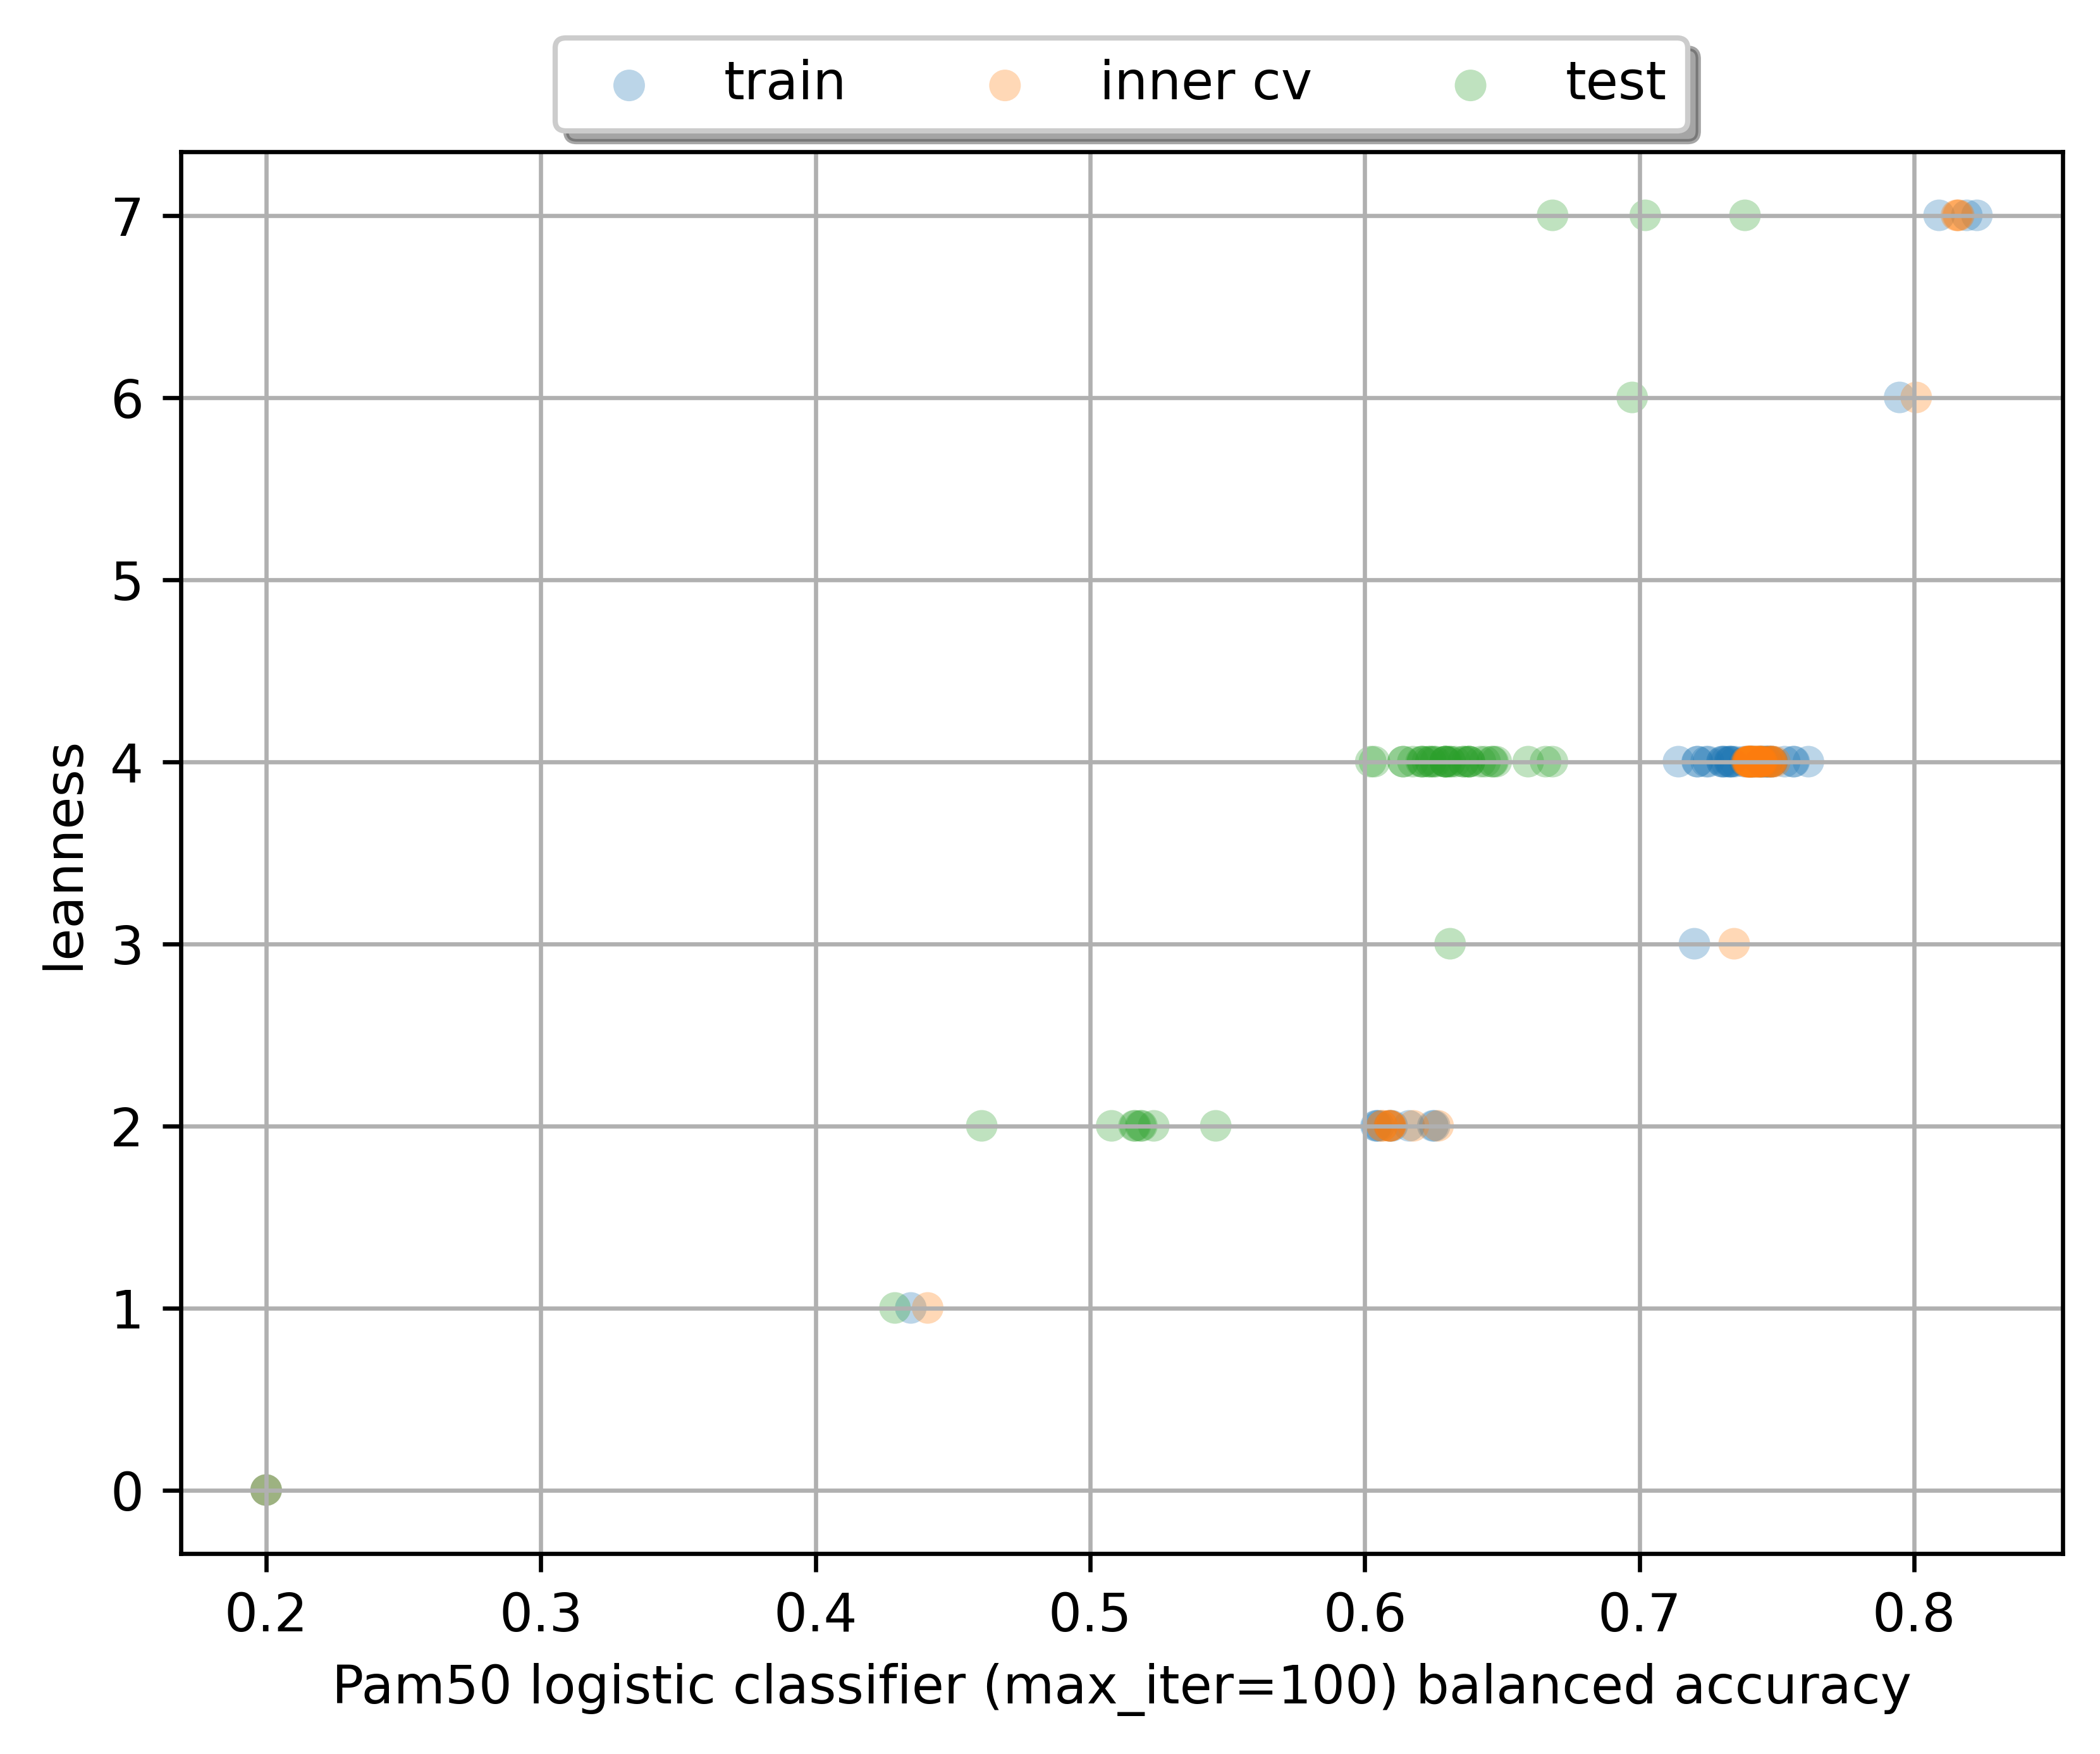 train inner cv test
7
6
5
4
3
2
1
0
leanness
0.2 0.3 0.4 0.5 0.6 0.7 0.8
Pam50 logistic classifier (max_iter=100) balanced accuracy